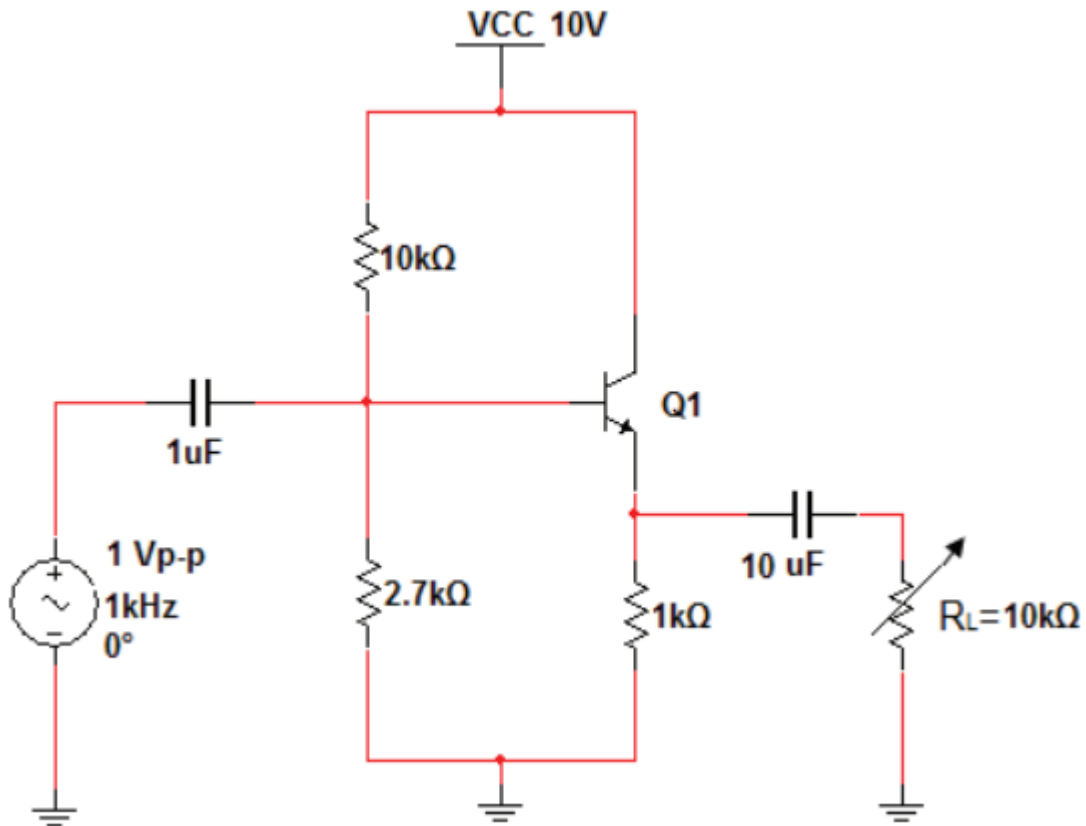 VCC 10V
10kΩ
Q1
1uF
1 Vp-p
1kHz
0°
2.7kΩ
1kΩ
10 uF
RL=10kΩ